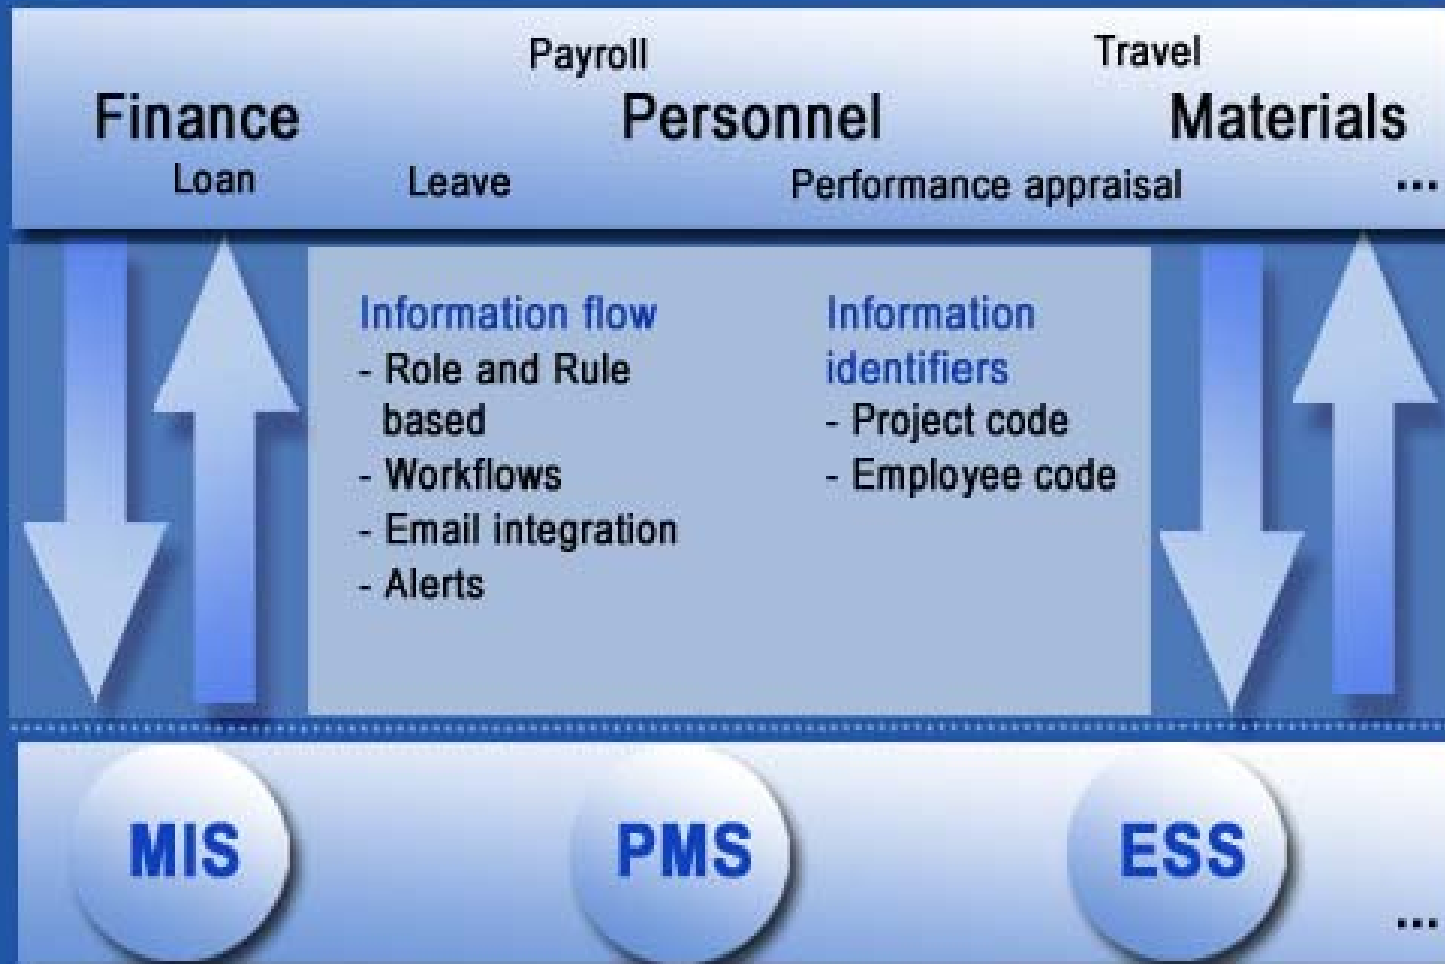 Payroll
Travel
Finance
Personnel
Materials
Loan
Leave
Performance appraisal
...
Information flow
- Role and Rule
based
- Workflows
- Email integration
- Alerts
Information
identifiers
- Project code
- Employee code
MIS
PMS
ESS
...